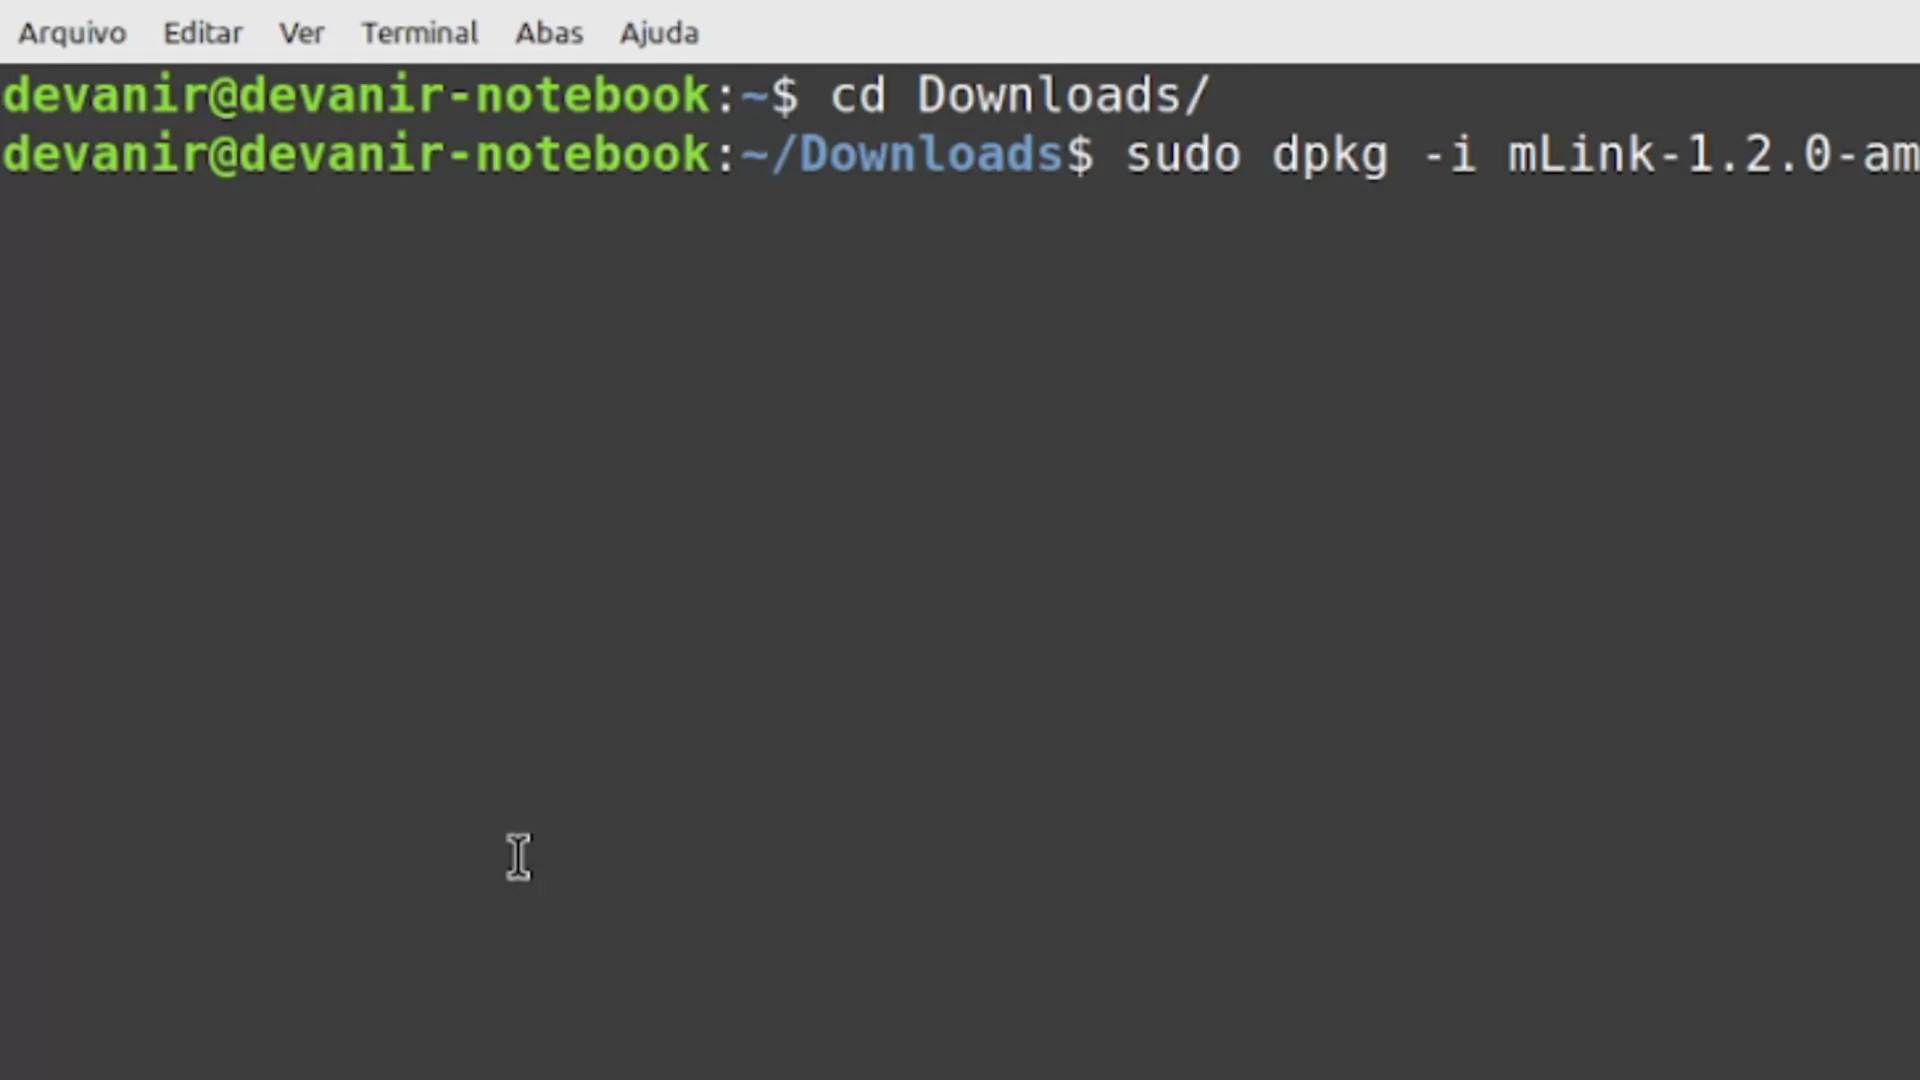 Arquivo Editar Ver Terminal Abas Ajuda
devanir@devanir-notebook:~$ cd Downloads/
devanir@devanir-notebook:~/Downloads$ sudo dpkg -i mLink-1.2.0-am